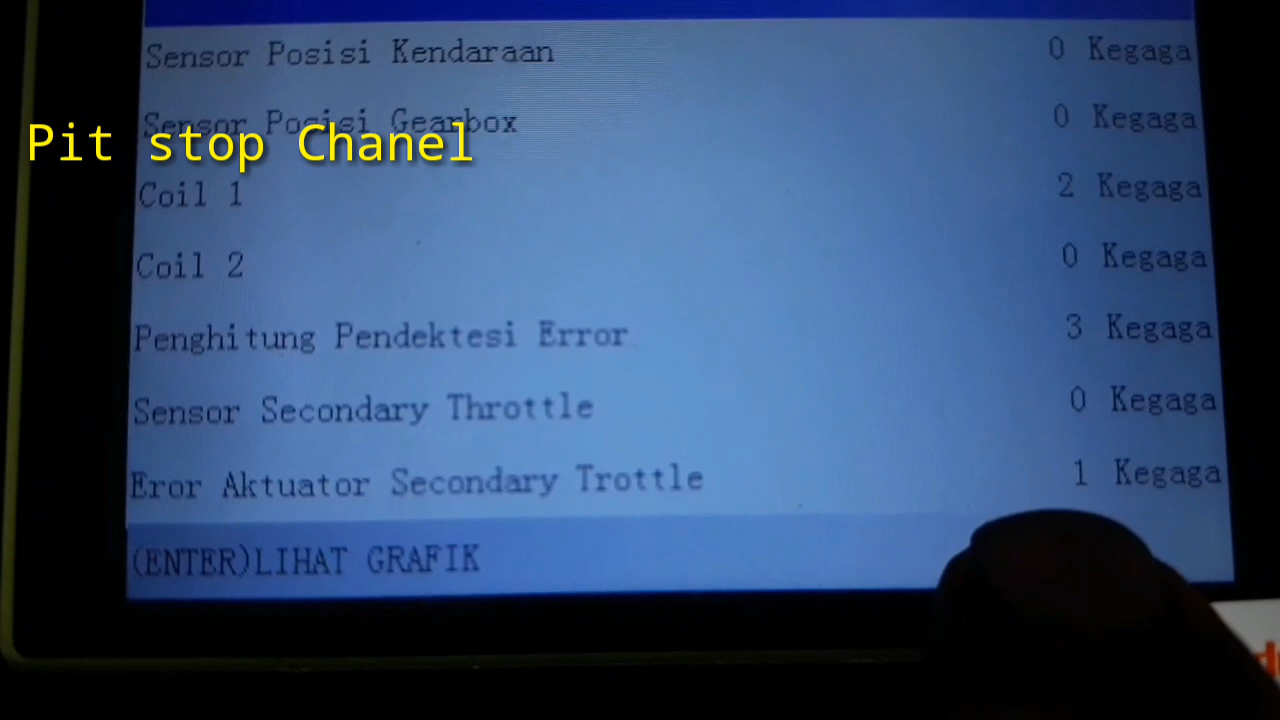 Sensor Posisi Kendaraan 0 Kegaga
Sensor Posisi Gearbox 0 Kegaga
Pit stop Chanel
Coil 1 2 Kegaga
Coil 2 0 Kegaga
Penghitung Pendektesi Error 3 Kegaga
Sensor Secondary Throttle 0 Kegaga
Eror Aktuator Secondary Trottle 1 Kegaga
(ENTER)LIHAT GRAFIK